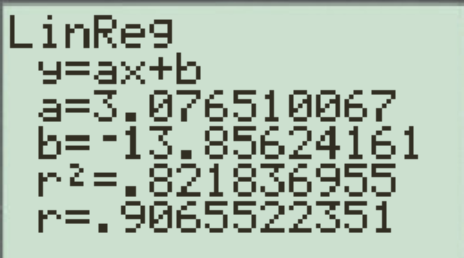 LinReg
y=ax+b
a=3.076510067
b=-13.85624161
r²=.821836955
r=.9065522351